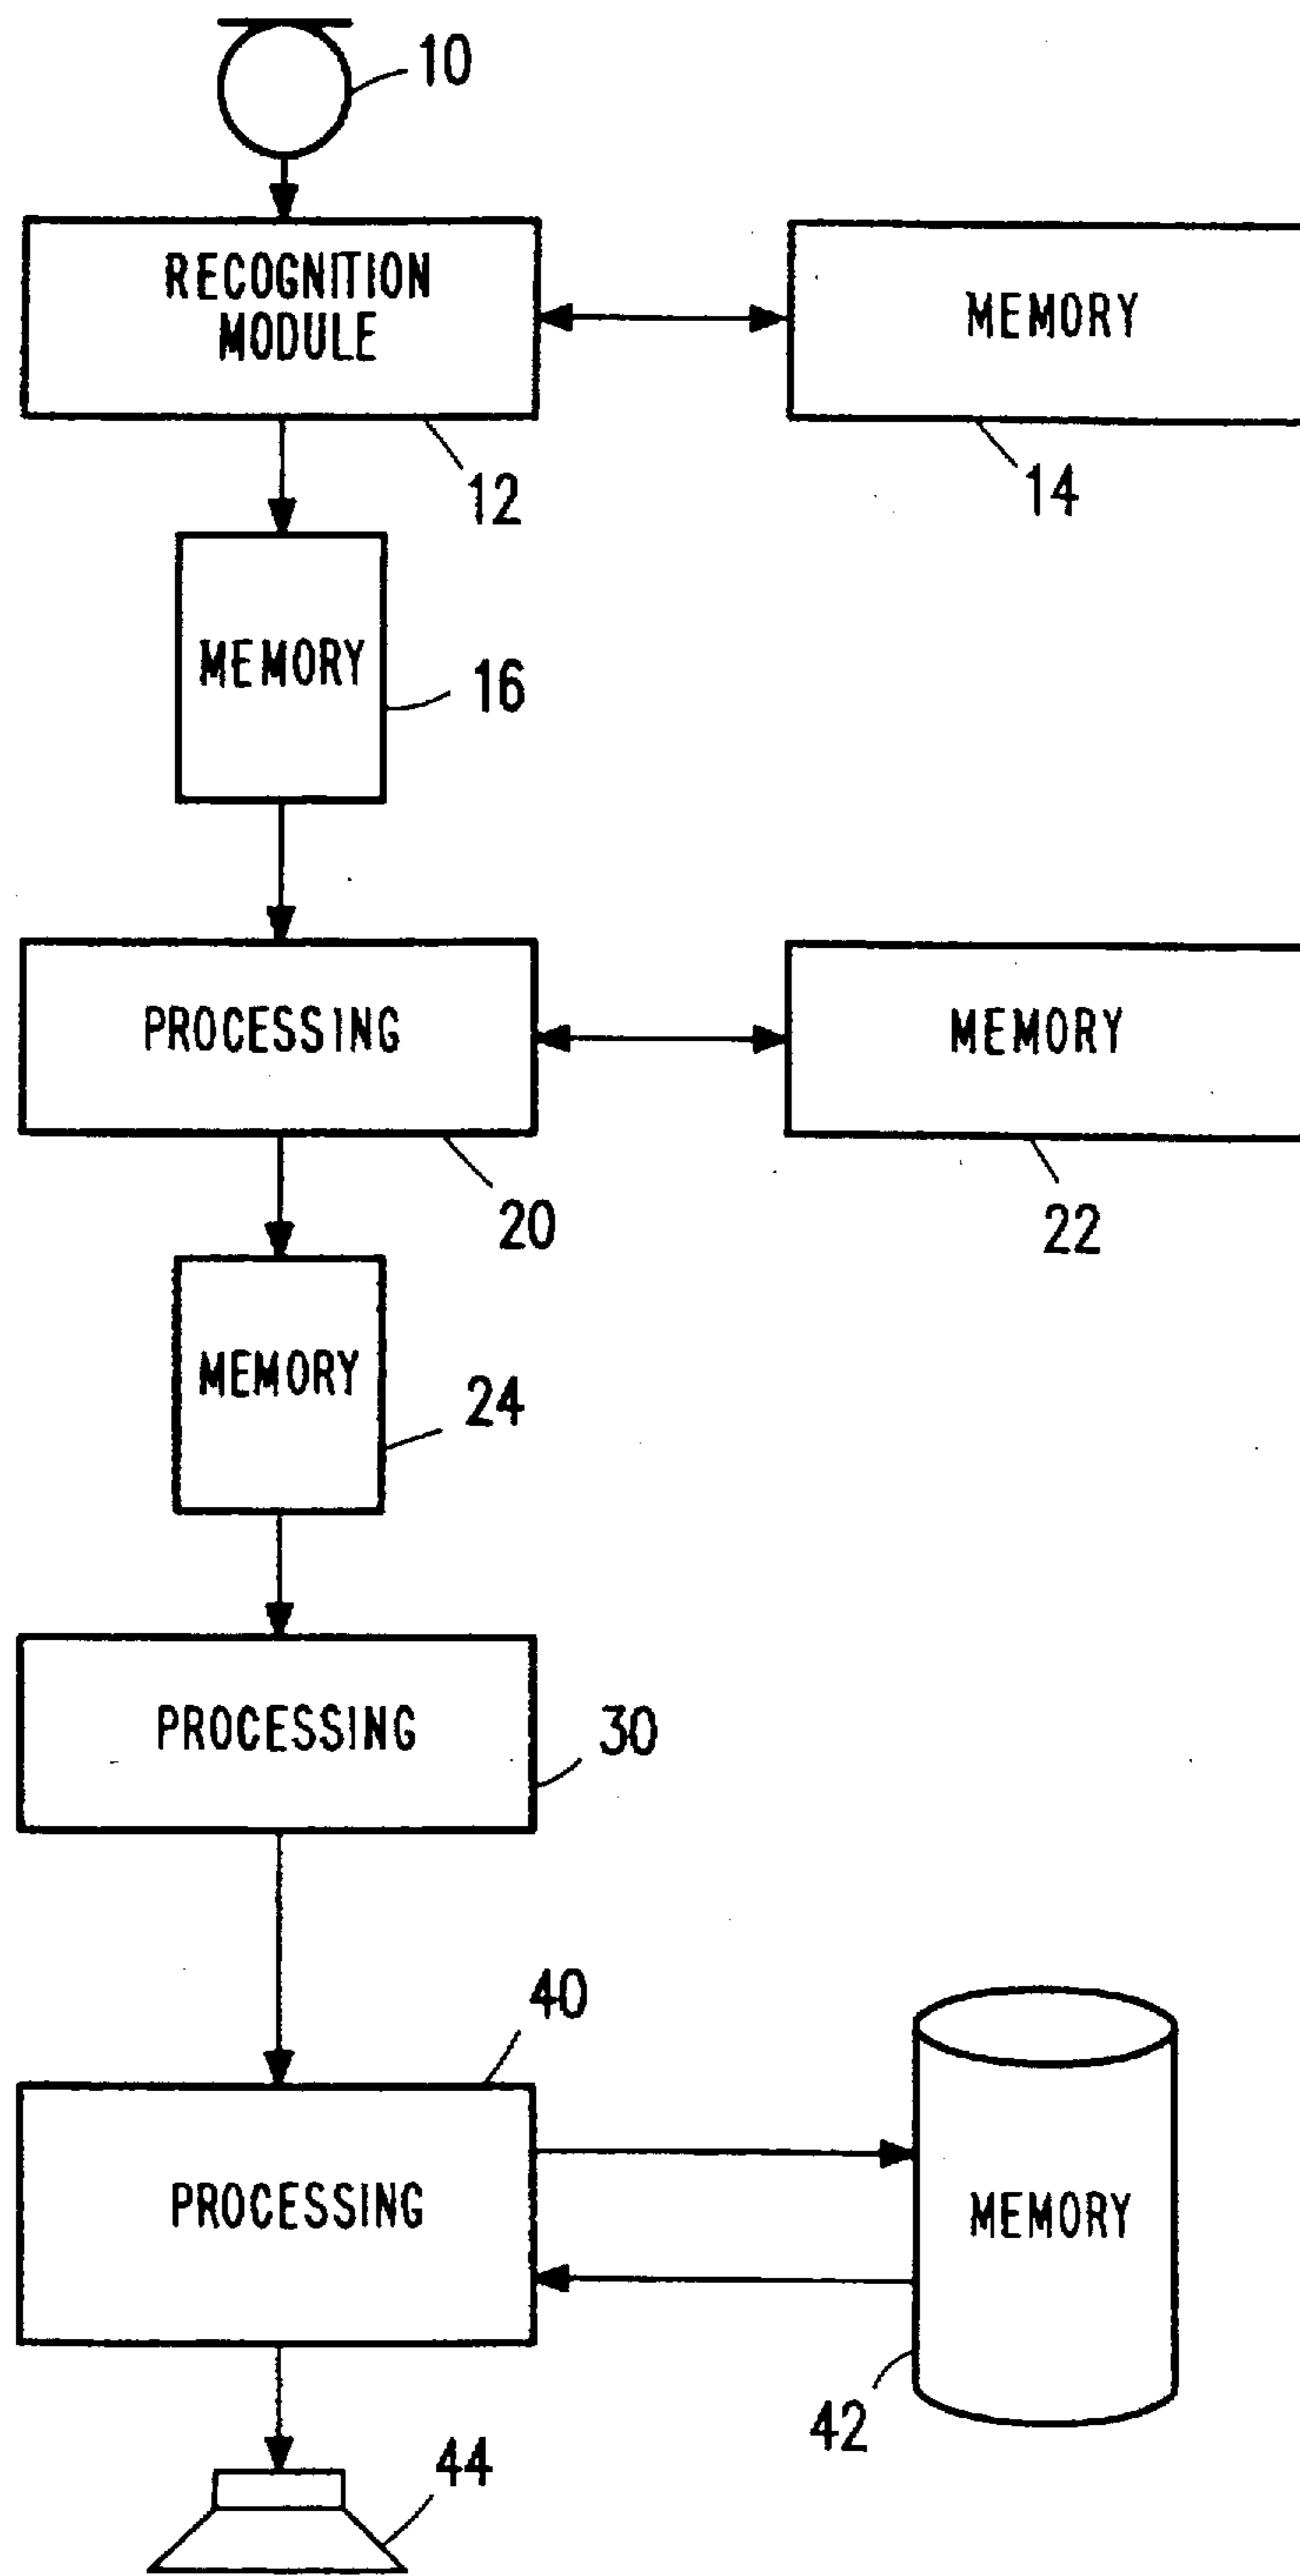 10
RECOGNITION
MODULE
MEMORY
12
14
MEMORY
16
PROCESSING
MEMORY
20
22
MEMORY
24
PROCESSING
30
40
PROCESSING
MEMORY
42
44